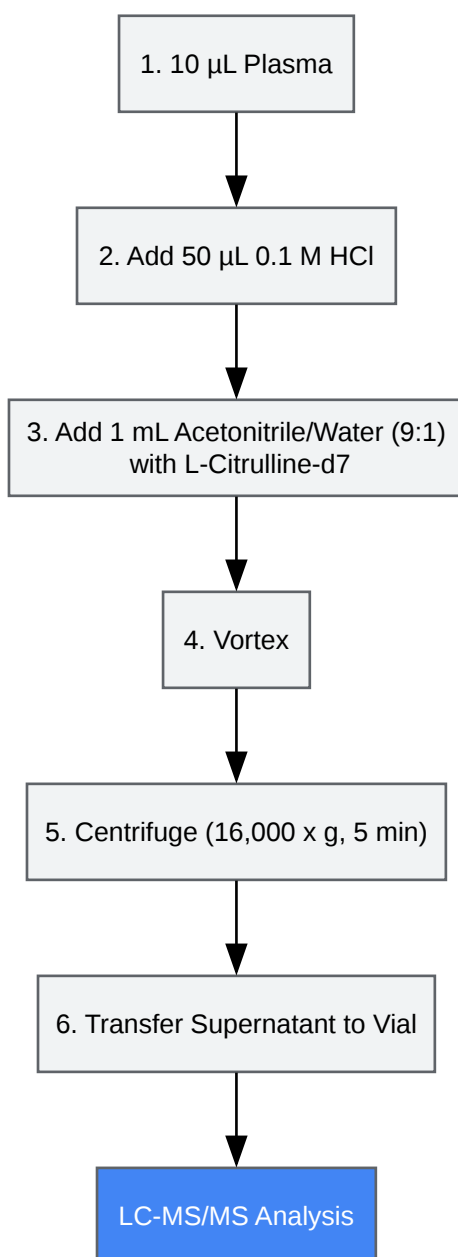 1. 10 µL Plasma
2. Add 50 µL 0.1 M HCl
3. Add 1 mL Acetonitrile/Water (9:1)
with L-Citrulline-d7
4. Vortex
5. Centrifuge (16,000 x g, 5 min)
6. Transfer Supernatant to Vial
LC-MS/MS Analysis